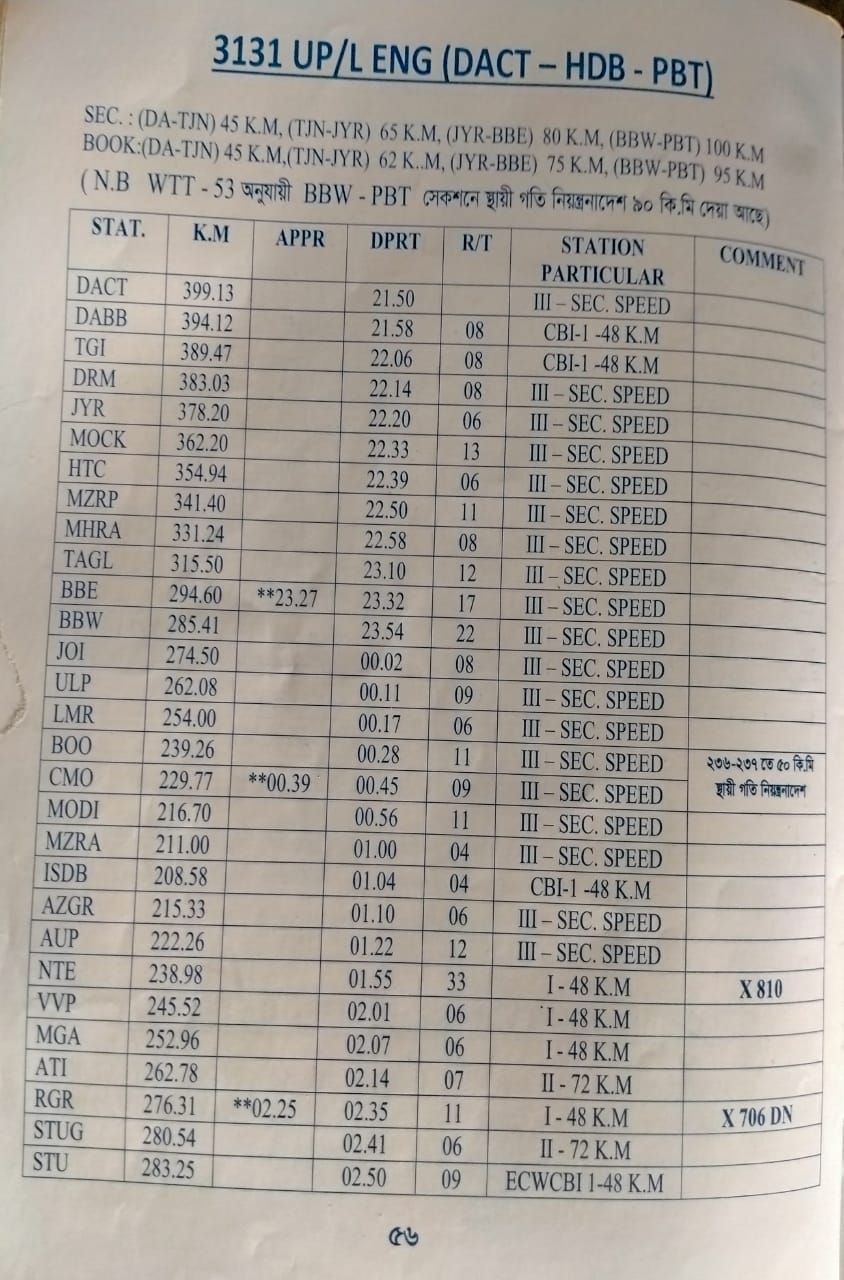 3131 UP/L ENG (DACT – HDB - PBT)
SEC. : (DA-TJN) 45 K.M, (TJN-JYR) 65 K.M, (JYR-BBE) 80 K.M, (BBW-PBT) 100 K.M
BOOK:(DA-TJN) 45 K.M,(TJN-JYR) 62 K..M, (JYR-BBE) 75 K.M, (BBW-PBT) 95 K.M
( N.B WTT - 53 অনুযায়ী BBW - PBT সেকশনে স্থায়ী গতি নিয়ন্ত্রনাদেশ ৯০ কি.মি দেয়া আছে)
STAT. K.M APPR DPRT R/T STATION PARTICULAR COMMENT
DACT 399.13 21.50 III – SEC. SPEED
DABB 394.12 21.58 08 CBI-1 -48 K.M
TGI 389.47 22.06 08 CBI-1 -48 K.M
DRM 383.03 22.14 08 III – SEC. SPEED
JYR 378.20 22.20 06 III – SEC. SPEED
MOCK 362.20 22.33 13 III – SEC. SPEED
HTC 354.94 22.39 06 III – SEC. SPEED
MZRP 341.40 22.50 11 III – SEC. SPEED
MHRA 331.24 22.58 08 III – SEC. SPEED
TAGL 315.50 23.10 12 III – SEC. SPEED
BBE 294.60 **23.27 23.32 17 III – SEC. SPEED
BBW 285.41 23.54 22 III – SEC. SPEED
JOI 274.50 00.02 08 III – SEC. SPEED
ULP 262.08 00.11 09 III – SEC. SPEED
LMR 254.00 00.17 06 III – SEC. SPEED
BOO 239.26 00.28 11 III – SEC. SPEED ২৩৬-২৩৭ তে ৫০ কি.মি
CMO 229.77 **00.39 00.45 09 III – SEC. SPEED স্থায়ী গতি নিয়ন্ত্রনাদেশ
MODI 216.70 00.56 11 III – SEC. SPEED
MZRA 211.00 01.00 04 III – SEC. SPEED
ISDB 208.58 01.04 04 CBI-1 -48 K.M
AZGR 215.33 01.10 06 III – SEC. SPEED
AUP 222.26 01.22 12 III – SEC. SPEED
NTE 238.98 01.55 33 I - 48 K.M X 810
VVP 245.52 02.01 06 I - 48 K.M
MGA 252.96 02.07 06 I - 48 K.M
ATI 262.78 02.14 07 II - 72 K.M
RGR 276.31 **02.25 02.35 11 I - 48 K.M X 706 DN
STUG 280.54 02.41 06 II - 72 K.M
STU 283.25 02.50 09 ECWCBI 1-48 K.M
৫৬